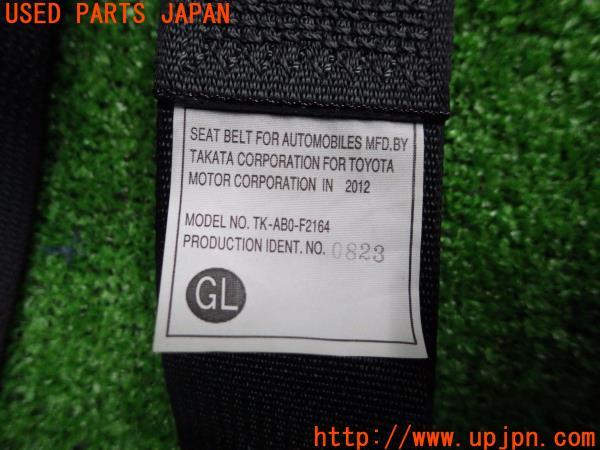 USED PARTS JAPAN
SEAT BELT FOR AUTOMOBILES MFD.BY
TAKATA CORPORATION FOR TOYOTA
MOTOR CORPORATION IN 2012
MODEL NO. TK-AB0-F2164
PRODUCTION IDENT. NO. 0823
GL
http://www.upjpn.com